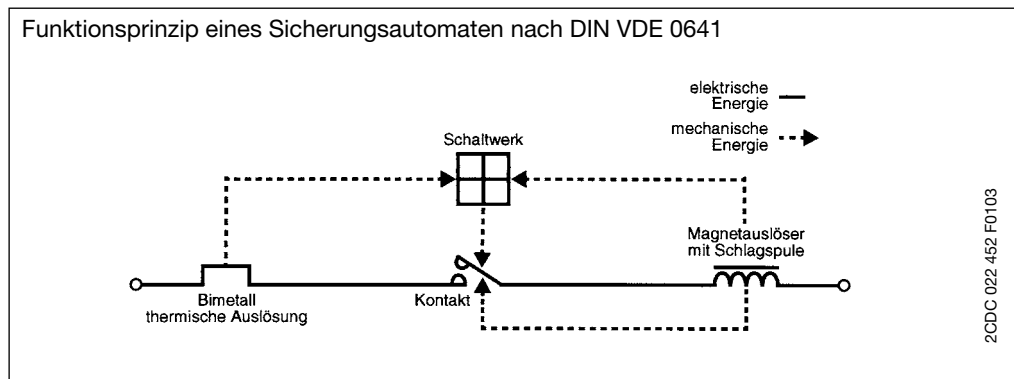 Funktionsprinzip eines Sicherungsautomaten nach DIN VDE 0641
elektrische
Energie
mechanische
Energie
Schaltwerk
Magnetauslöser
mit Schlagspule
Bimetall
thermische Auslösung
Kontakt
2CDC 022 452 F0103